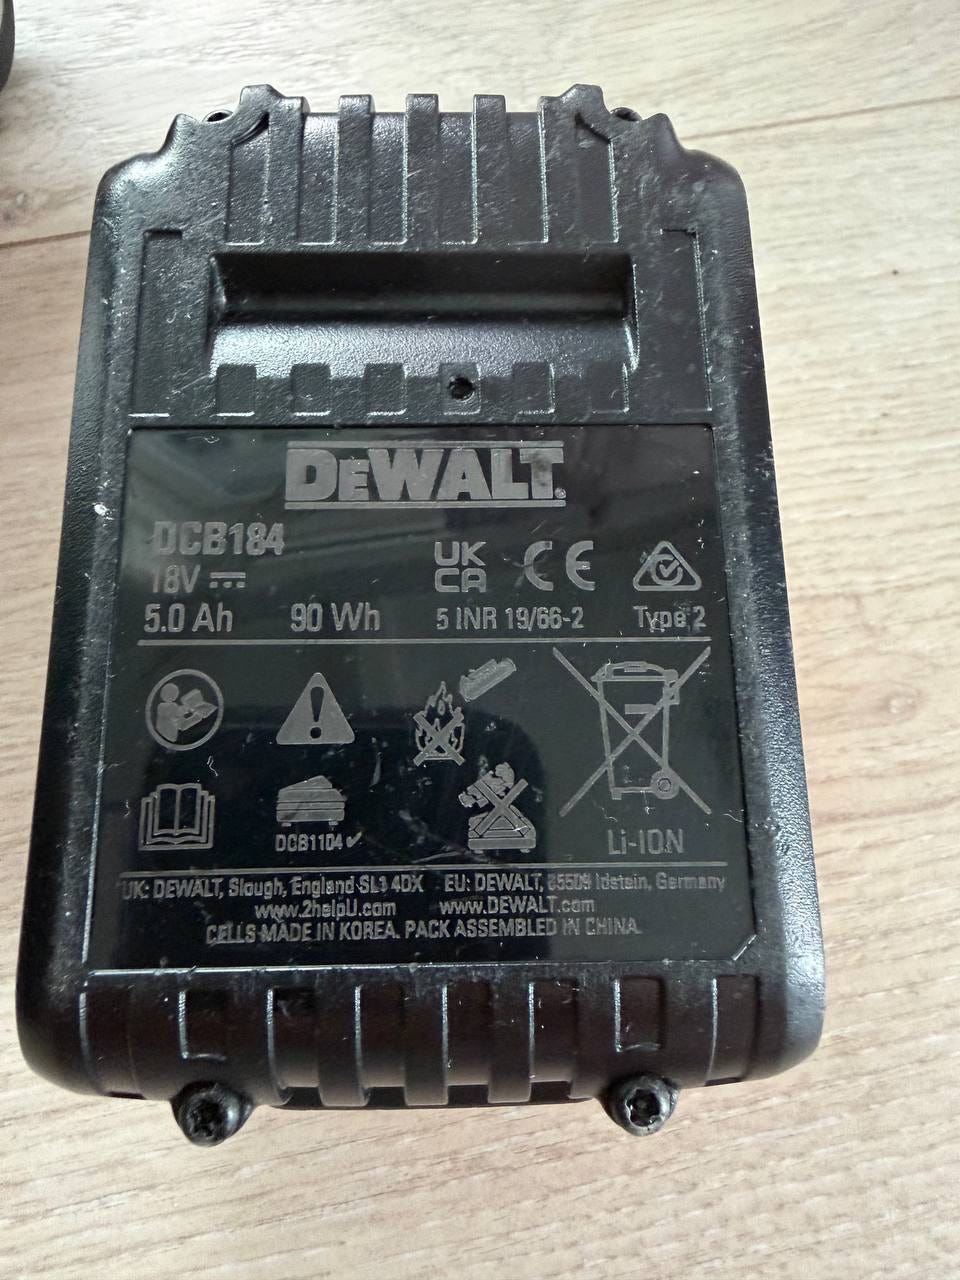 DEWALT.
DCB184
18V
UK
CA
CE
5.0 Ah 90 Wh 5 INR 19/66-2 Type 2
DCB1104✔
Li-ION
UK: DEWALT, Slough, England SL1 4DX EU: DEWALT, 65509 Idstein, Germany
www.2helpU.com www.DEWALT.com
CELLS MADE IN KOREA. PACK ASSEMBLED IN CHINA.